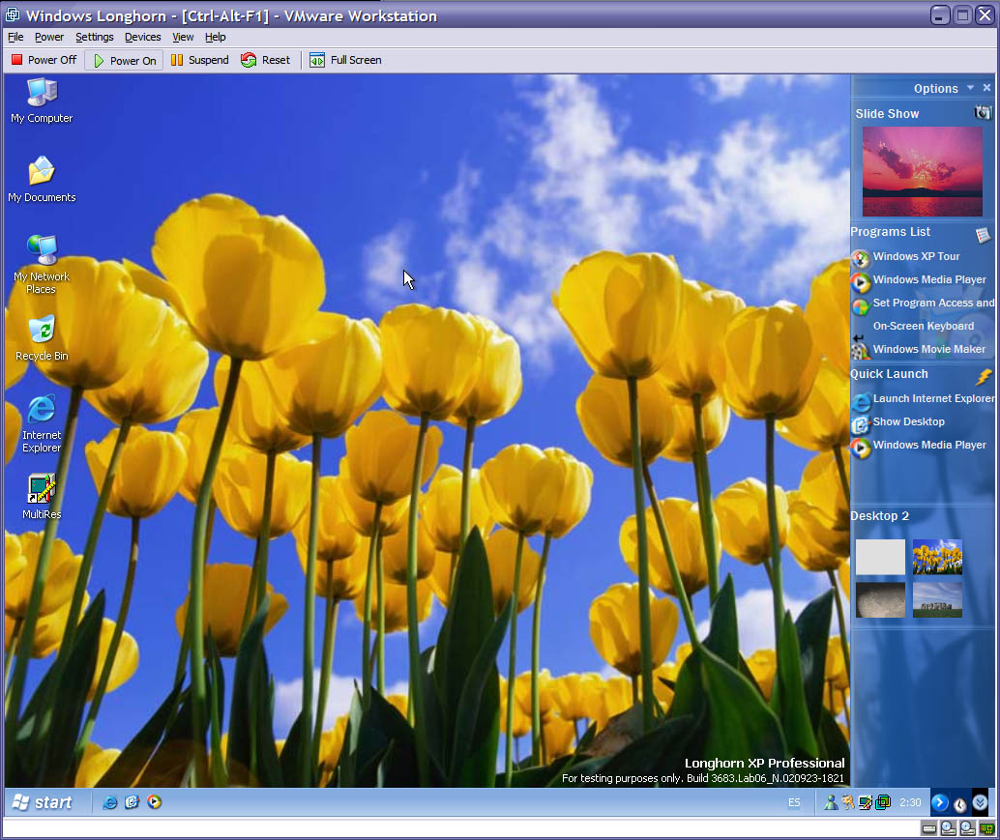 Windows Longhorn - [Ctrl-Alt-F1] - VMware Workstation
File Power Settings Devices View Help
Power Off Power On Suspend Reset Full Screen
Options
My Computer
Slide Show
My Documents
Programs List
Windows XP Tour
My Network
Places
Windows Media Player
Set Program Access and
On-Screen Keyboard
Recycle Bin
Windows Movie Maker
Quick Launch
Launch Internet Explorer
Show Desktop
Internet
Explorer
Windows Media Player
MultiRes
Desktop 2
Longhorn XP Professional
For testing purposes only. Build 3683.Lab06_N.020923-1821
start ES 2:30